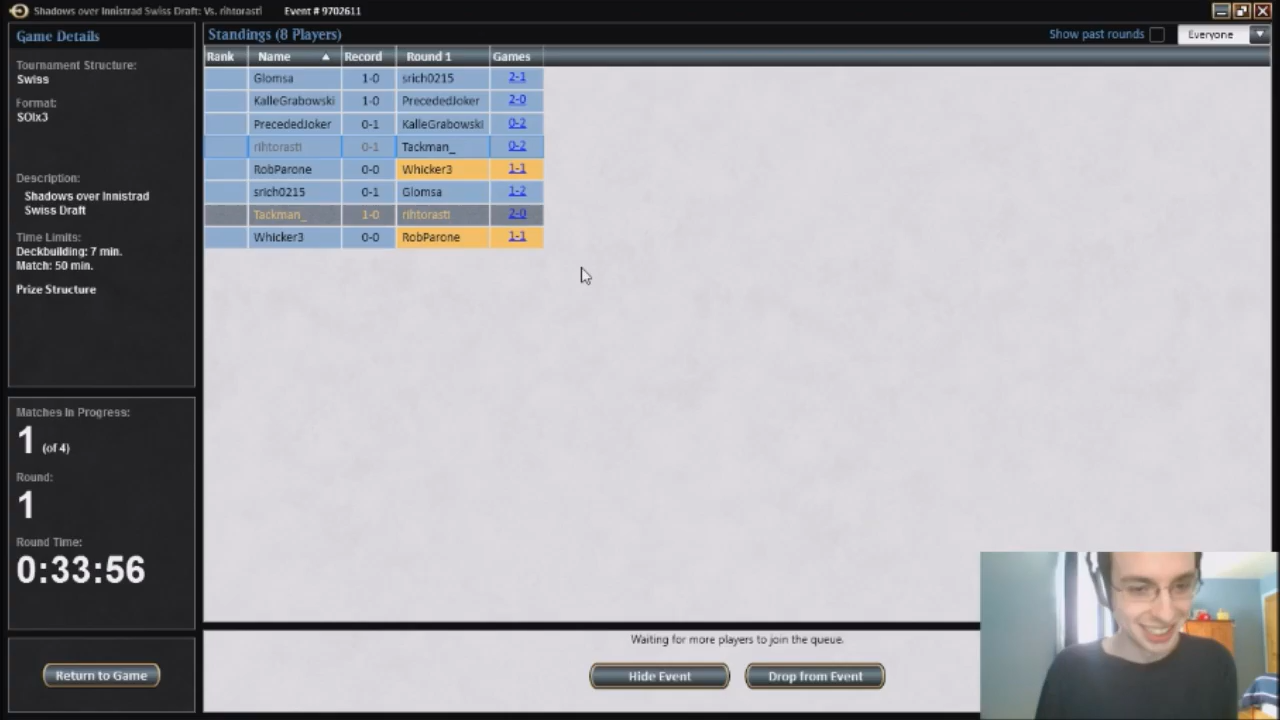 Shadows over Innistrad Swiss Draft: Vs. rihtorasti Event # 9702611
Game Details
Tournament Structure:
Swiss
Format:
SOIx3
Description:
Shadows over Innistrad
Swiss Draft
Time Limits:
Deckbuilding: 7 min.
Match: 50 min.
Prize Structure
Matches In Progress:
1 (of 4)
Round:
1
Round Time:
0:33:56
Return to Game
Standings (8 Players) Show past rounds Everyone
Rank Name Record Round 1 Games
Glomsa 1-0 srich0215 2-1
KalleGrabowski 1-0 PrecededJoker 2-0
PrecededJoker 0-1 KalleGrabowski 0-2
rihtorasti 0-1 Tackman_ 0-2
RobParone 0-0 Whicker3 1-1
srich0215 0-1 Glomsa 1-2
Tackman_ 1-0 rihtorasti 2-0
Whicker3 0-0 RobParone 1-1
Waiting for more players to join the queue.
Hide Event Drop from Event